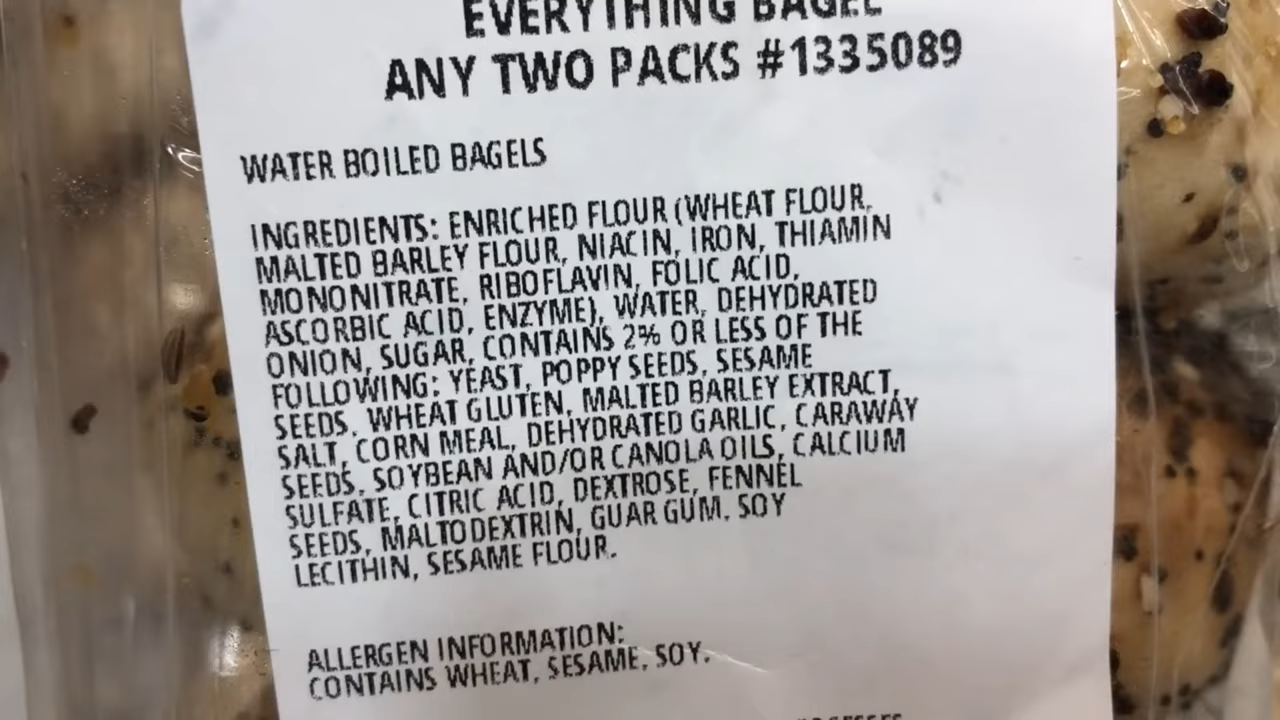 EVERYTHING BAGEL
ANY TWO PACKS #1335089
WATER BOILED BAGELS
INGREDIENTS: ENRICHED FLOUR (WHEAT FLOUR,
MALTED BARLEY FLOUR, NIACIN, IRON, THIAMIN
MONONITRATE, RIBOFLAVIN, FOLIC ACID,
ASCORBIC ACID, ENZYME), WATER, DEHYDRATED
ONION, SUGAR, CONTAINS 2% OR LESS OF THE
FOLLOWING: YEAST, POPPY SEEDS, SESAME
SEEDS, WHEAT GLUTEN, MALTED BARLEY EXTRACT,
SALT, CORN MEAL, DEHYDRATED GARLIC, CARAWAY
SEEDS, SOYBEAN AND/OR CANOLA OILS, CALCIUM
SULFATE, CITRIC ACID, DEXTROSE, FENNEL
SEEDS, MALTODEXTRIN, GUAR GUM, SOY
LECITHIN, SESAME FLOUR.
ALLERGEN INFORMATION:
CONTAINS WHEAT, SESAME, SOY.